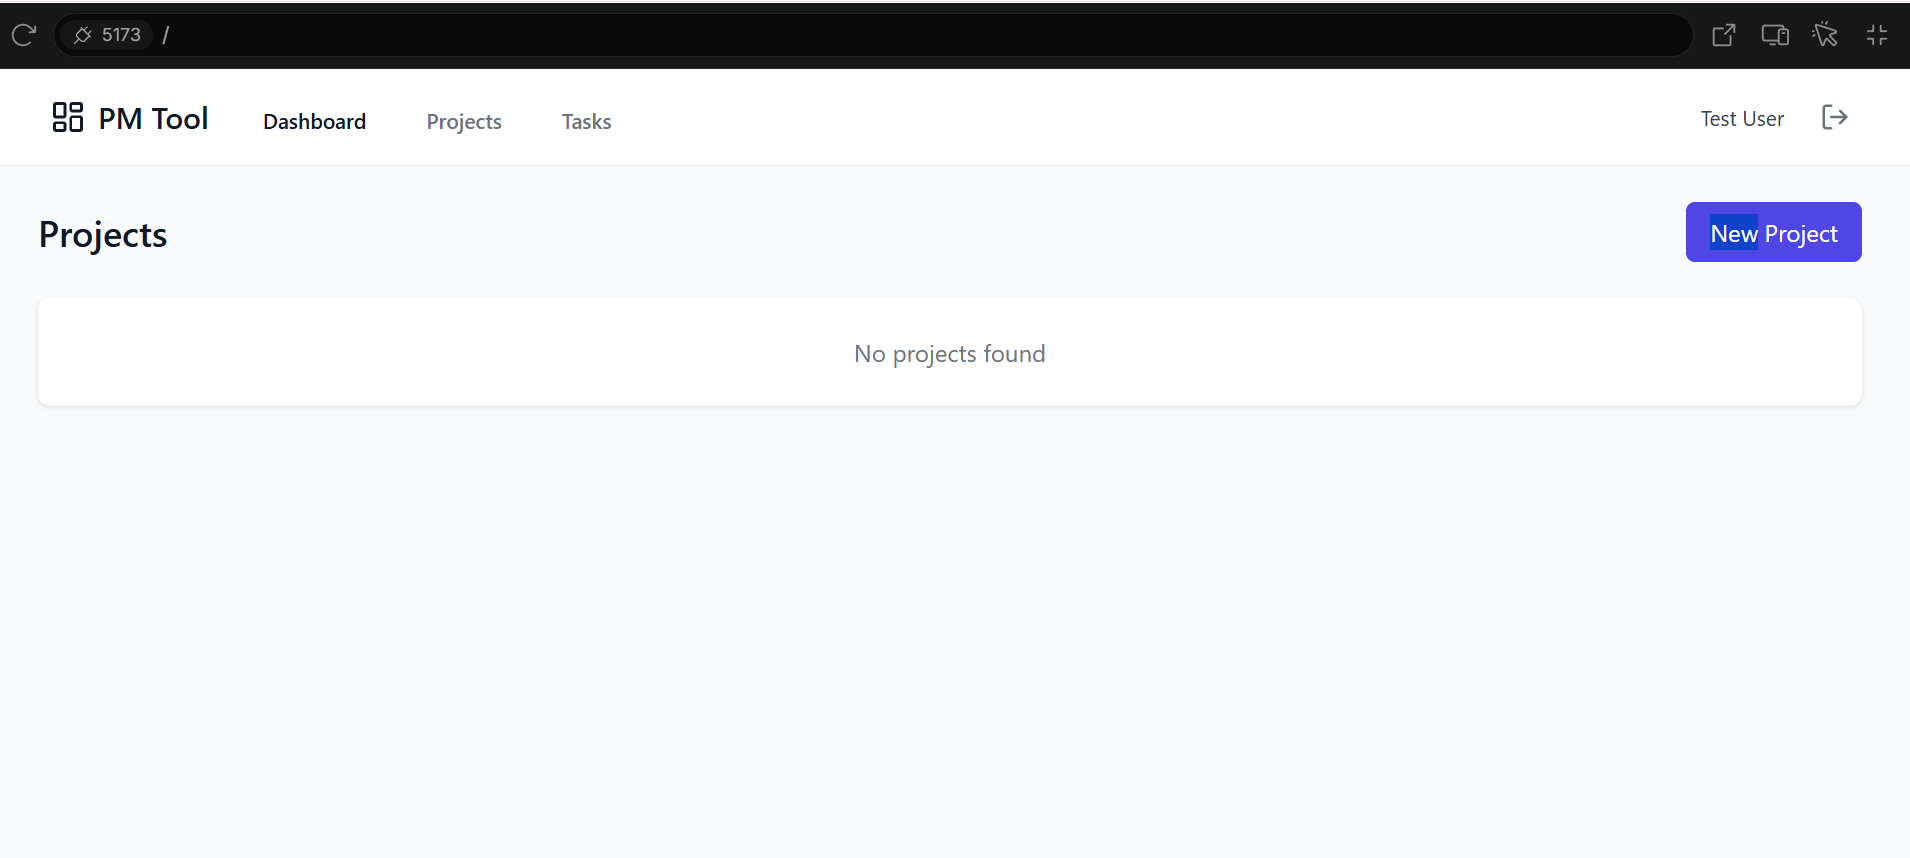 5173 /
PM Tool Dashboard Projects Tasks Test User
Projects New Project
No projects found